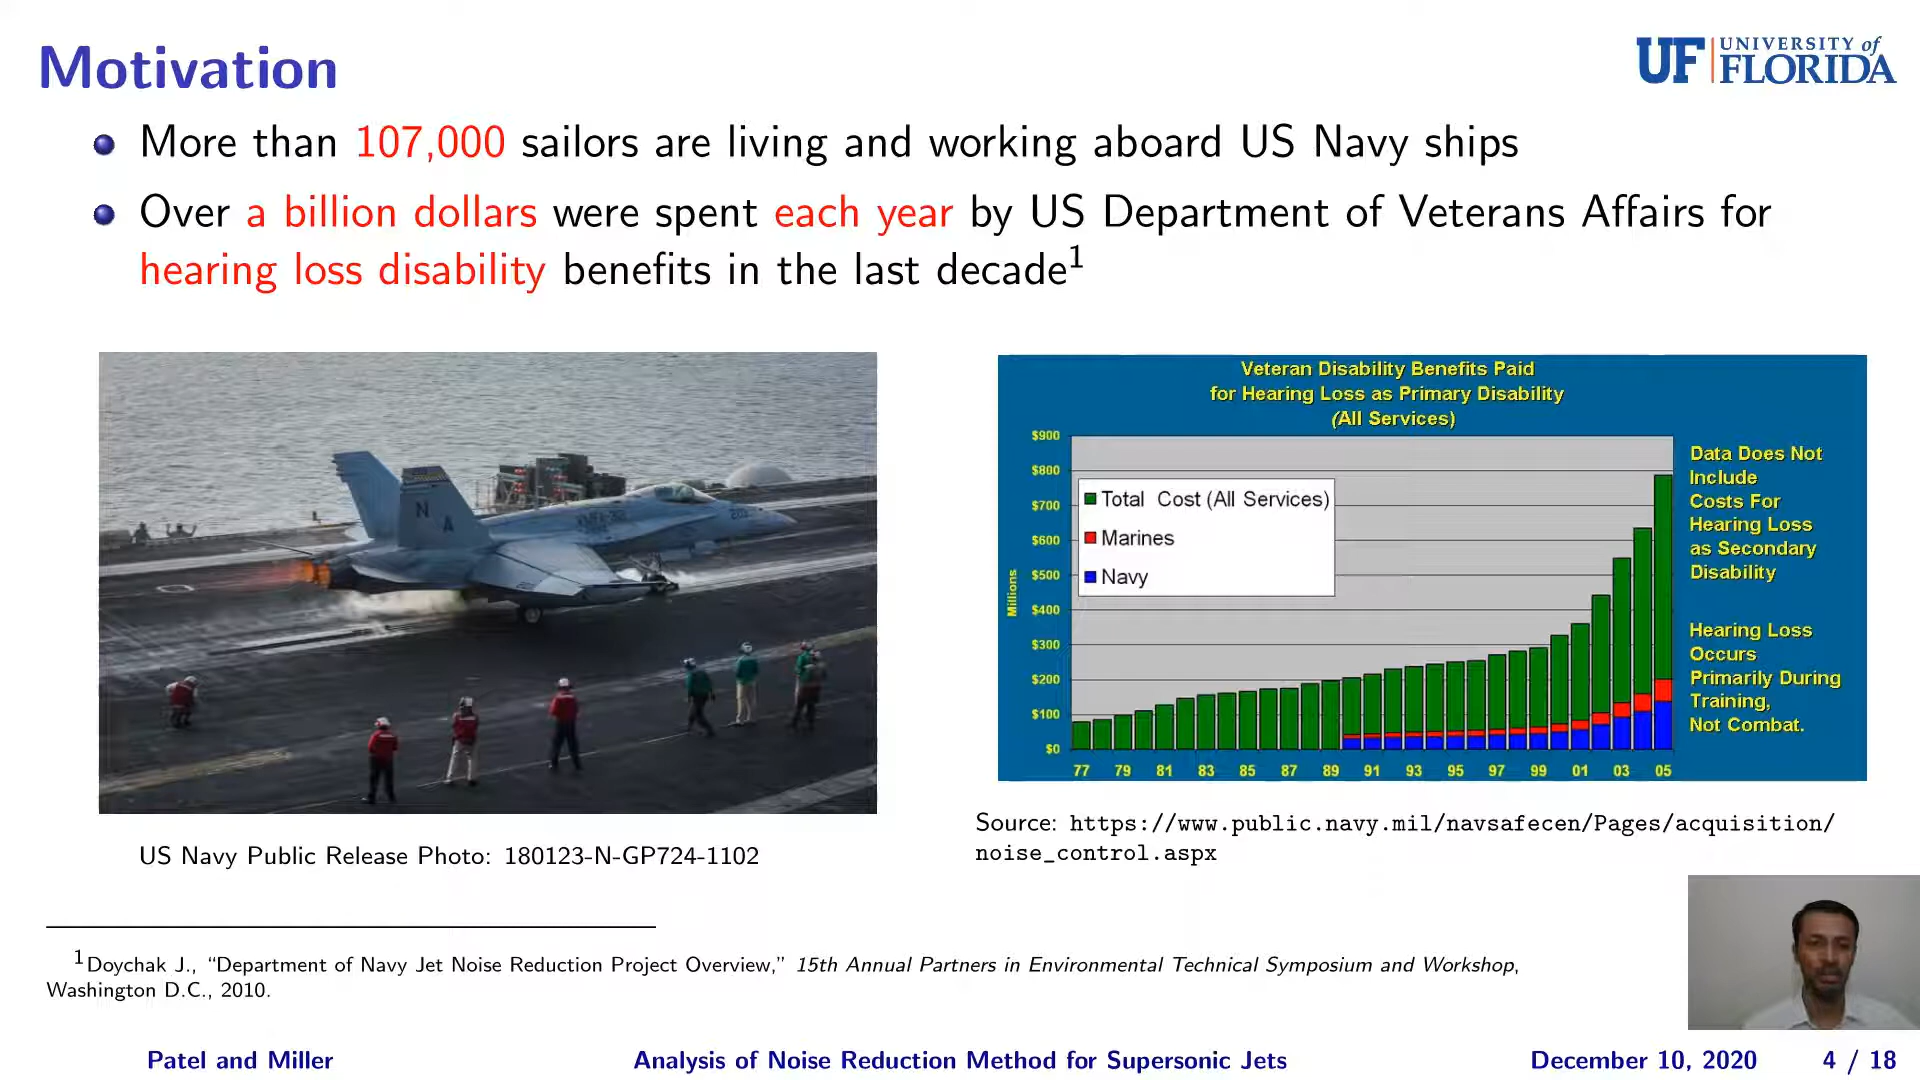 Motivation
UF UNIVERSITY of
FLORIDA
More than 107,000 sailors are living and working aboard US Navy ships
Over a billion dollars were spent each year by US Department of Veterans Affairs for
hearing loss disability benefits in the last decade1
N
A
Veteran Disability Benefits Paid
for Hearing Loss as Primary Disability
(All Services)
Millions
$900
$800
$700
$600
$500
$400
$300
$200
$100
$0
Total Cost (All Services)
Marines
Navy
77 79 81 83 85 87 89 91 93 95 97 99 01 03 05
Data Does Not
Include
Costs For
Hearing Loss
as Secondary
Disability
Hearing Loss
Occurs
Primarily During
Training,
Not Combat.
US Navy Public Release Photo: 180123-N-GP724-1102
Source: https://www.public.navy.mil/navsafecen/Pages/acquisition/
noise_control.aspx
1Doychak J., “Department of Navy Jet Noise Reduction Project Overview,” 15th Annual Partners in Environmental Technical Symposium and Workshop,
Washington D.C., 2010.
Patel and Miller Analysis of Noise Reduction Method for Supersonic Jets December 10, 2020 4 / 18